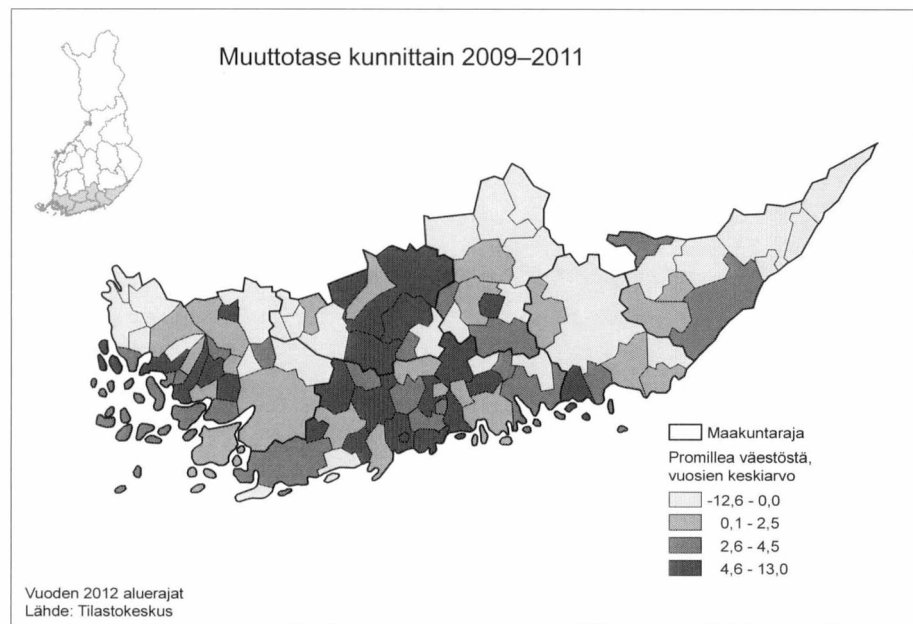 Muuttotase kunnittain 2009–2011
Maakuntaraja
Promillea väestöstä,
vuosien keskiarvo
-12,6 - 0,0
0,1 - 2,5
2,6 - 4,5
4,6 - 13,0
Vuoden 2012 aluerajat
Lähde: Tilastokeskus